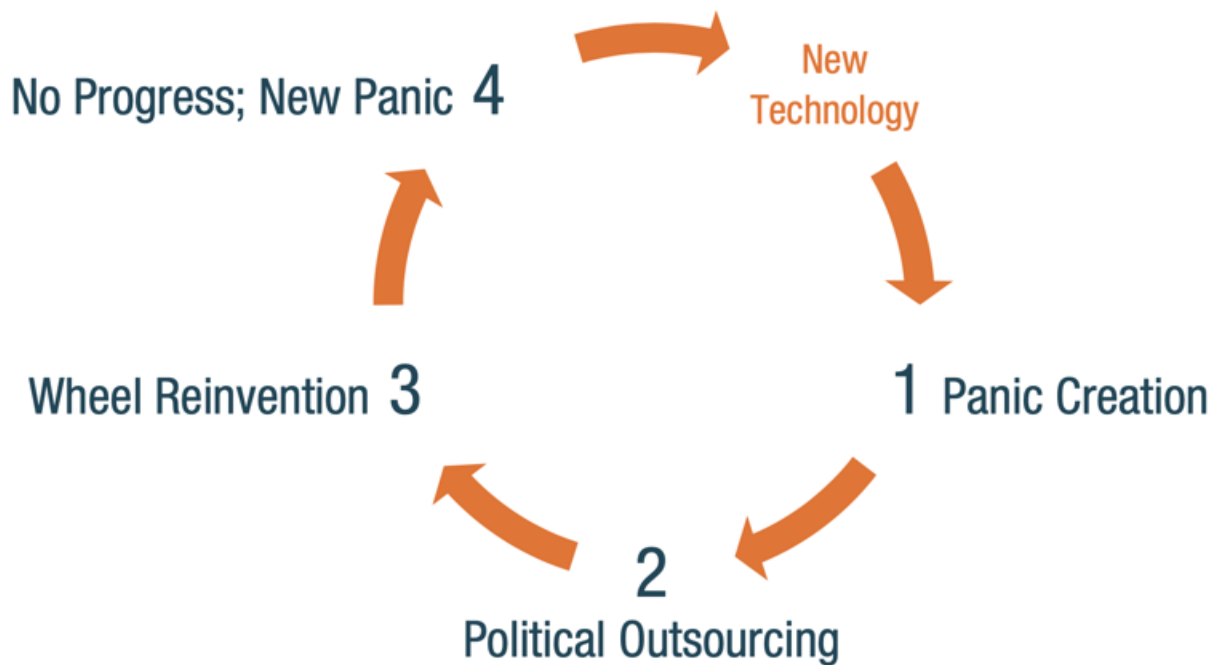 New
Technology
1 Panic Creation
2
Political Outsourcing
Wheel Reinvention 3
No Progress; New Panic 4